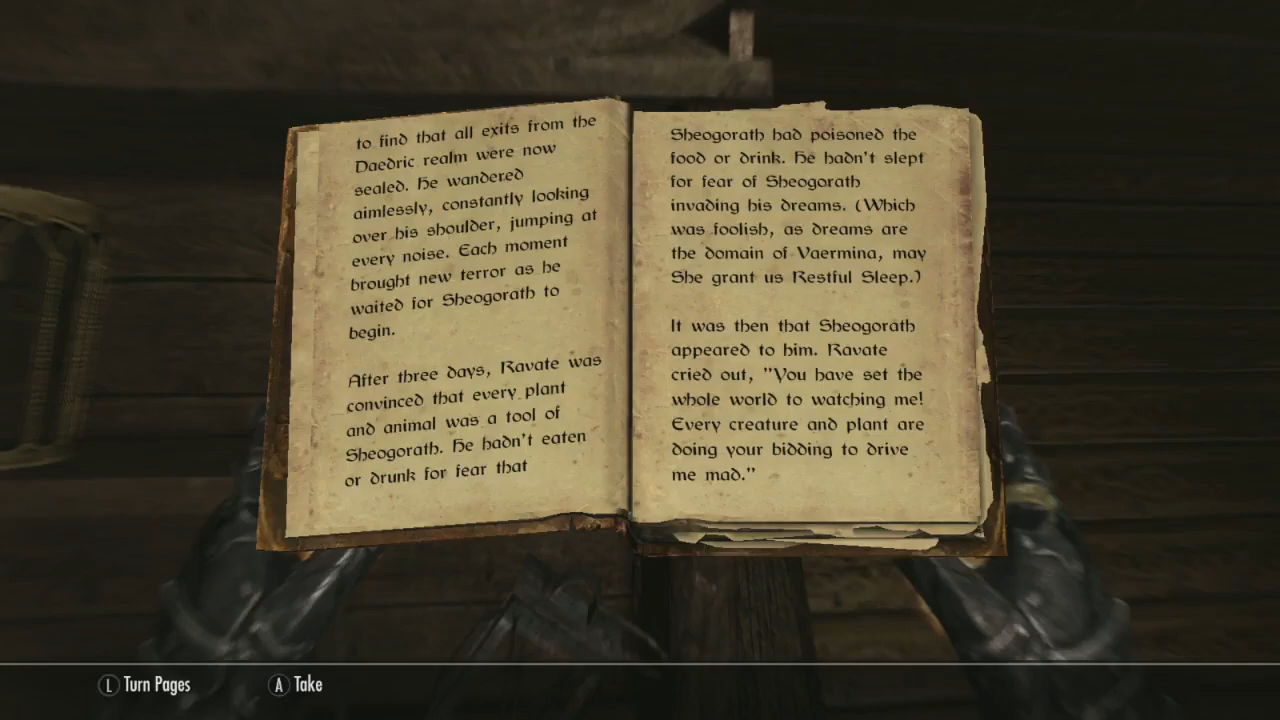 to find that all exits from the
Daedric realm were now
sealed. He wandered
aimlessly, constantly looking
over his shoulder, jumping at
every noise. Each moment
brought new terror as he
waited for Sheogorath to
begin.
After three days, Ravate was
convinced that every plant
and animal was a tool of
Sheogorath. He hadn't eaten
or drunk for fear that
Sheogorath had poisoned the
food or drink. He hadn't slept
for fear of Sheogorath
invading his dreams. (Which
was foolish, as dreams are
the domain of Vaermina, may
She grant us Restful Sleep.)
It was then that Sheogorath
appeared to him. Ravate
cried out, "You have set the
whole world to watching me!
Every creature and plant are
doing your bidding to drive
me mad."
L Turn Pages
A Take